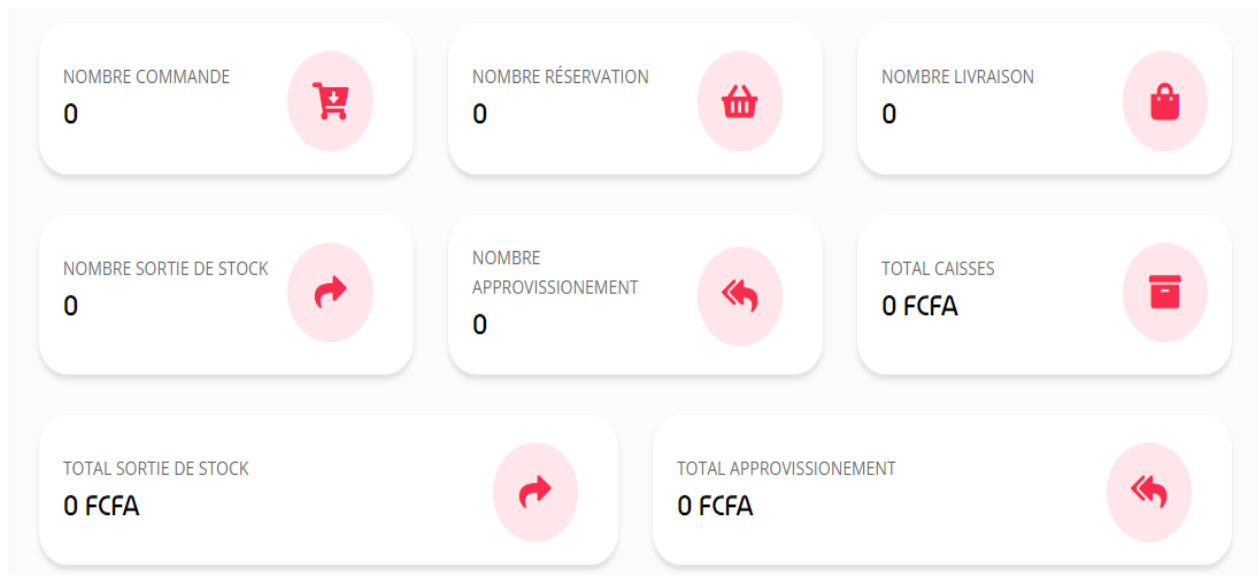 NOMBRE COMMANDE
0
NOMBRE RÉSERVATION
0
NOMBRE LIVRAISON
0
NOMBRE SORTIE DE STOCK
0
NOMBRE
APPROVISSIONEMENT
0
TOTAL CAISSES
0 FCFA
TOTAL SORTIE DE STOCK
0 FCFA
TOTAL APPROVISSIONEMENT
0 FCFA